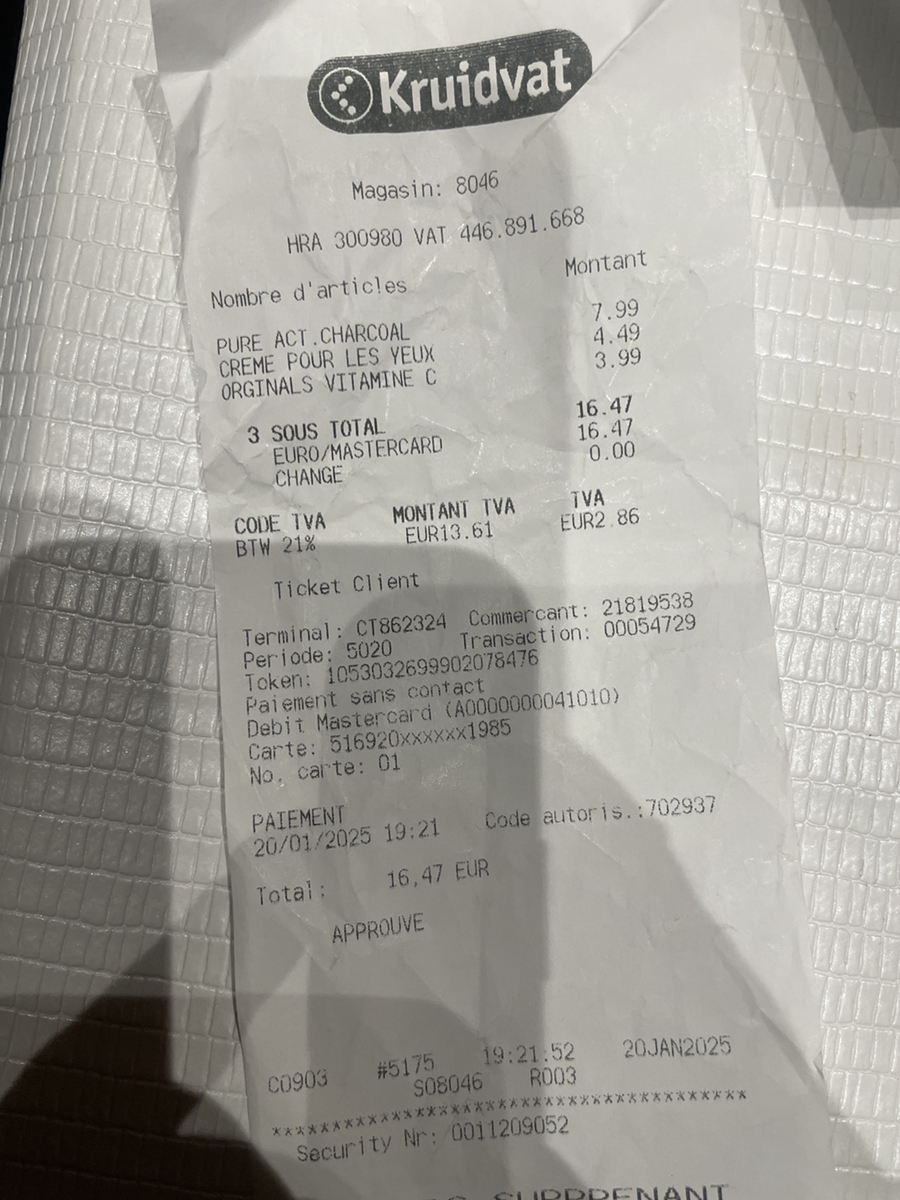 Kruidvat
Magasin: 8046
HRA 300980 VAT 446.891.668
Nombre d'articles Montant
PURE ACT.CHARCOAL 7.99
CREME POUR LES YEUX 4.49
ORGINALS VITAMINE C 3.99
3 SOUS TOTAL 16.47
EURO/MASTERCARD 16.47
CHANGE 0.00
CODE TVA MONTANT TVA TVA
BTW 21% EUR13.61 EUR2.86
Ticket Client
Terminal: CT862324 Commercant: 21819538
Periode: 5020 Transaction: 00054729
Token: 1053032699902078476
Paiement sans contact
Debit Mastercard (A0000000041010)
Carte: 516920xxxxxx1985
No. carte: 01
PAIEMENT
20/01/2025 19:21 Code autoris.:702937
Total: 16,47 EUR
APPROUVE
C0903 #5175 19:21:52 20JAN2025
S08046 R003
****************************************
Security Nr: 0011209052